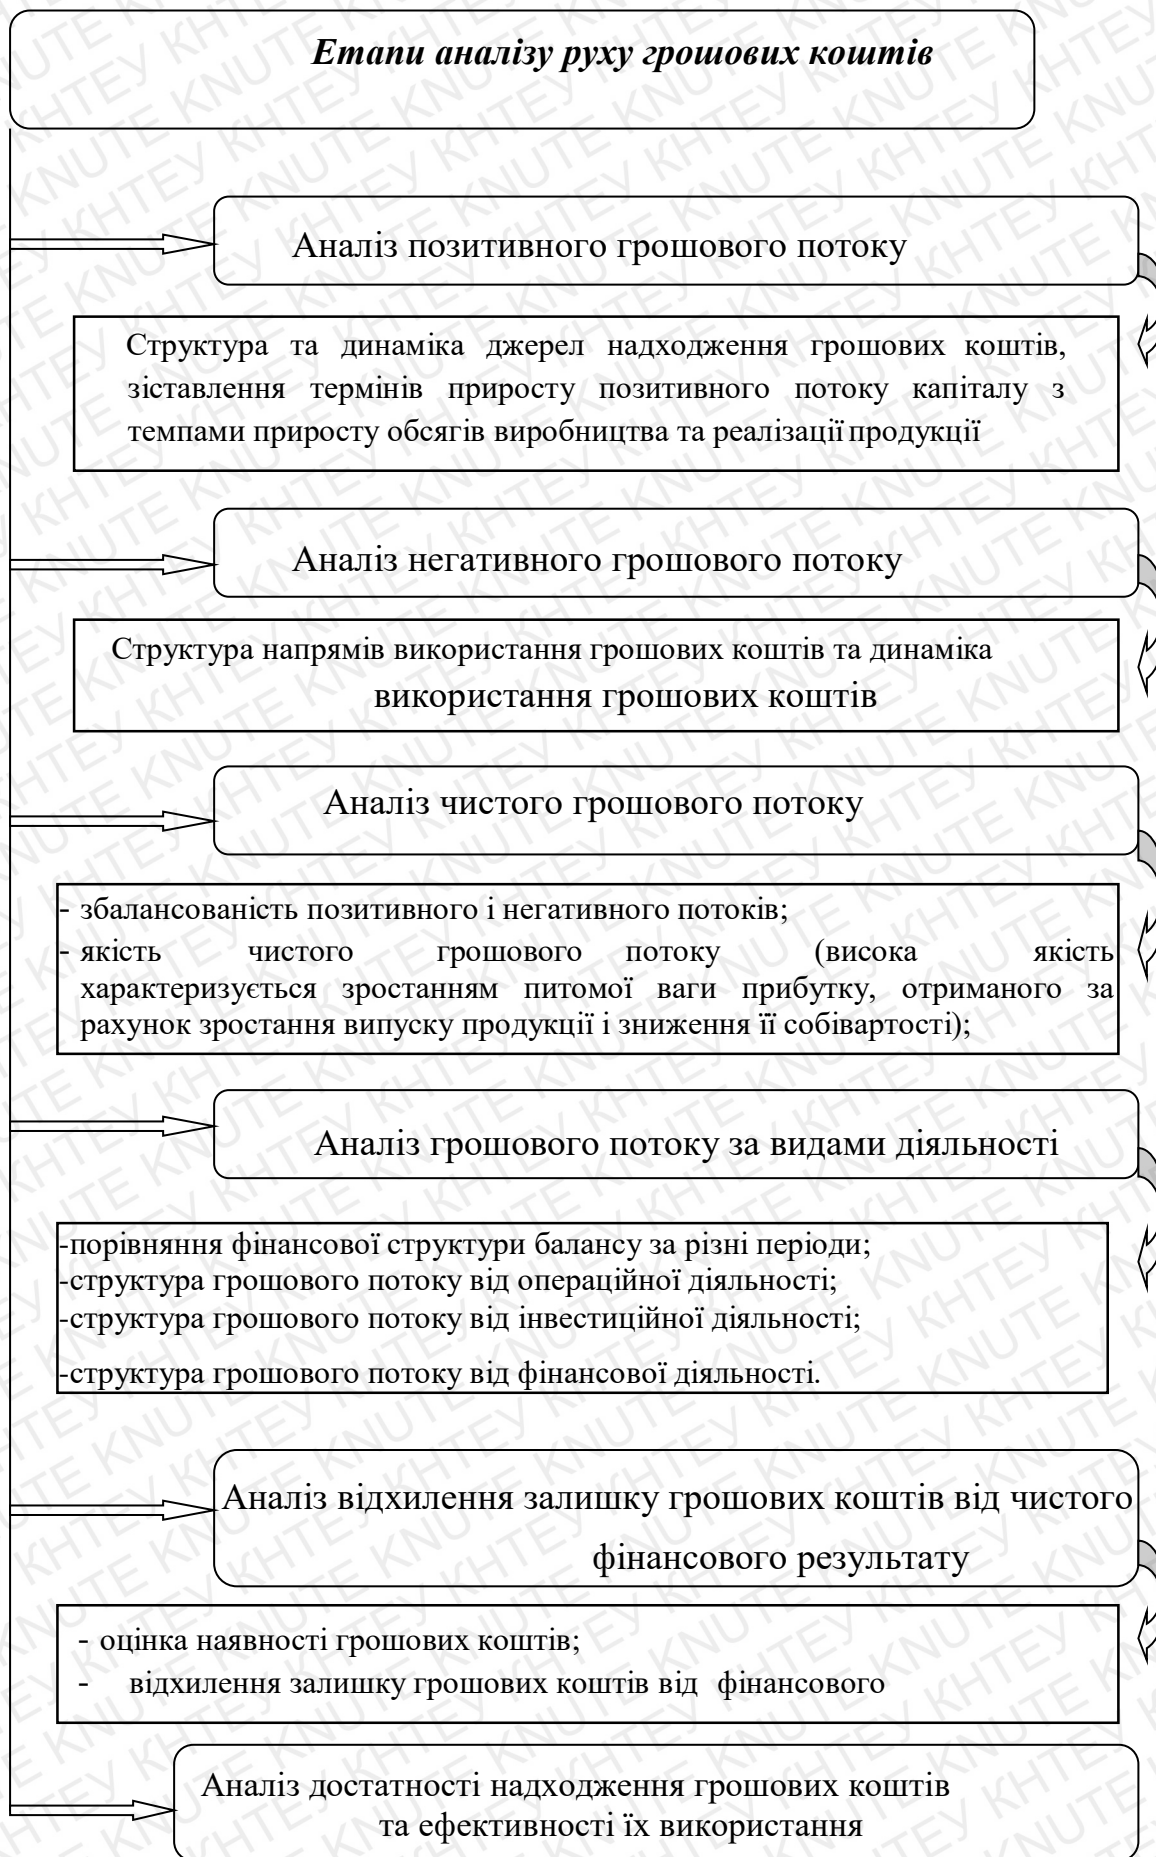 Етапи аналізу руху грошових коштів
Аналіз позитивного грошового потоку
Структура та динаміка джерел надходження грошових коштів,
зіставлення термінів приросту позитивного потоку капіталу з
темпами приросту обсягів виробництва та реалізації продукції
Аналіз негативного грошового потоку
Структура напрямів використання грошових коштів та динаміка
використання грошових коштів
Аналіз чистого грошового потоку
- збалансованість позитивного і негативного потоків;
- якість чистого грошового потоку (висока якість
характеризується зростанням питомої ваги прибутку, отриманого за
рахунок зростання випуску продукції і зниження її собівартості);
Аналіз грошового потоку за видами діяльності
-порівняння фінансової структури балансу за різні періоди;
-структура грошового потоку від операційної діяльності;
-структура грошового потоку від інвестиційної діяльності;
-структура грошового потоку від фінансової діяльності.
Аналіз відхилення залишку грошових коштів від чистого
фінансового результату
- оцінка наявності грошових коштів;
- відхилення залишку грошових коштів від фінансового
Аналіз достатності надходження грошових коштів
та ефективності їх використання